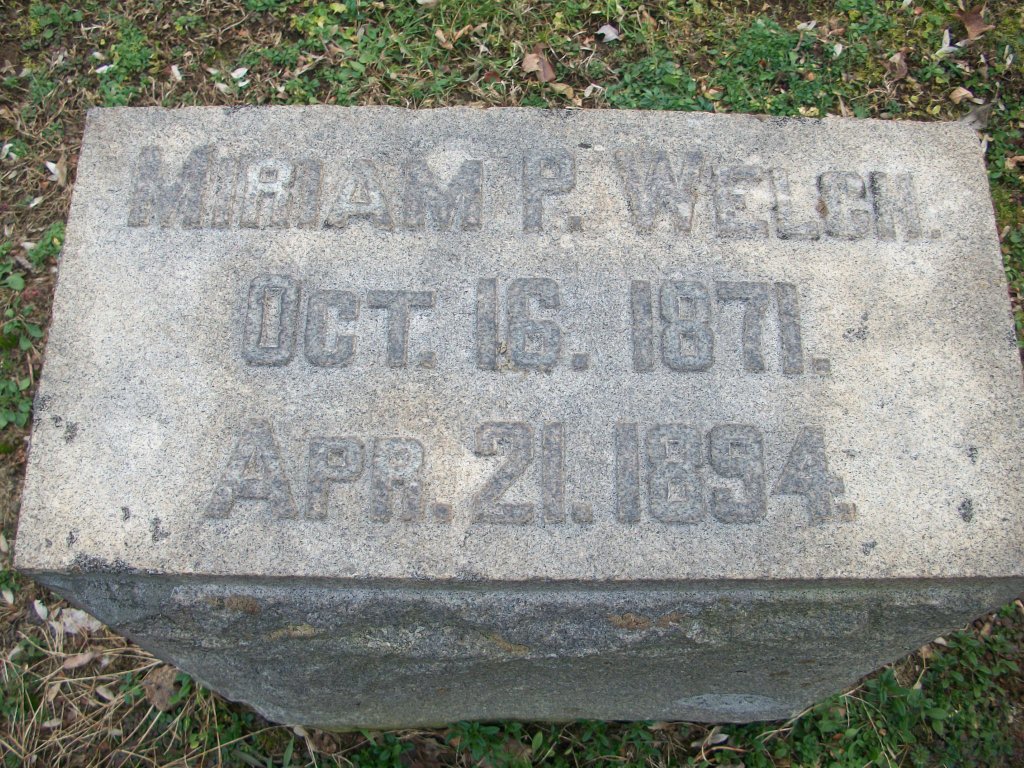 MIRIAM P. WELCH.
OCT. 16. 1871.
APR. 21. 1894.